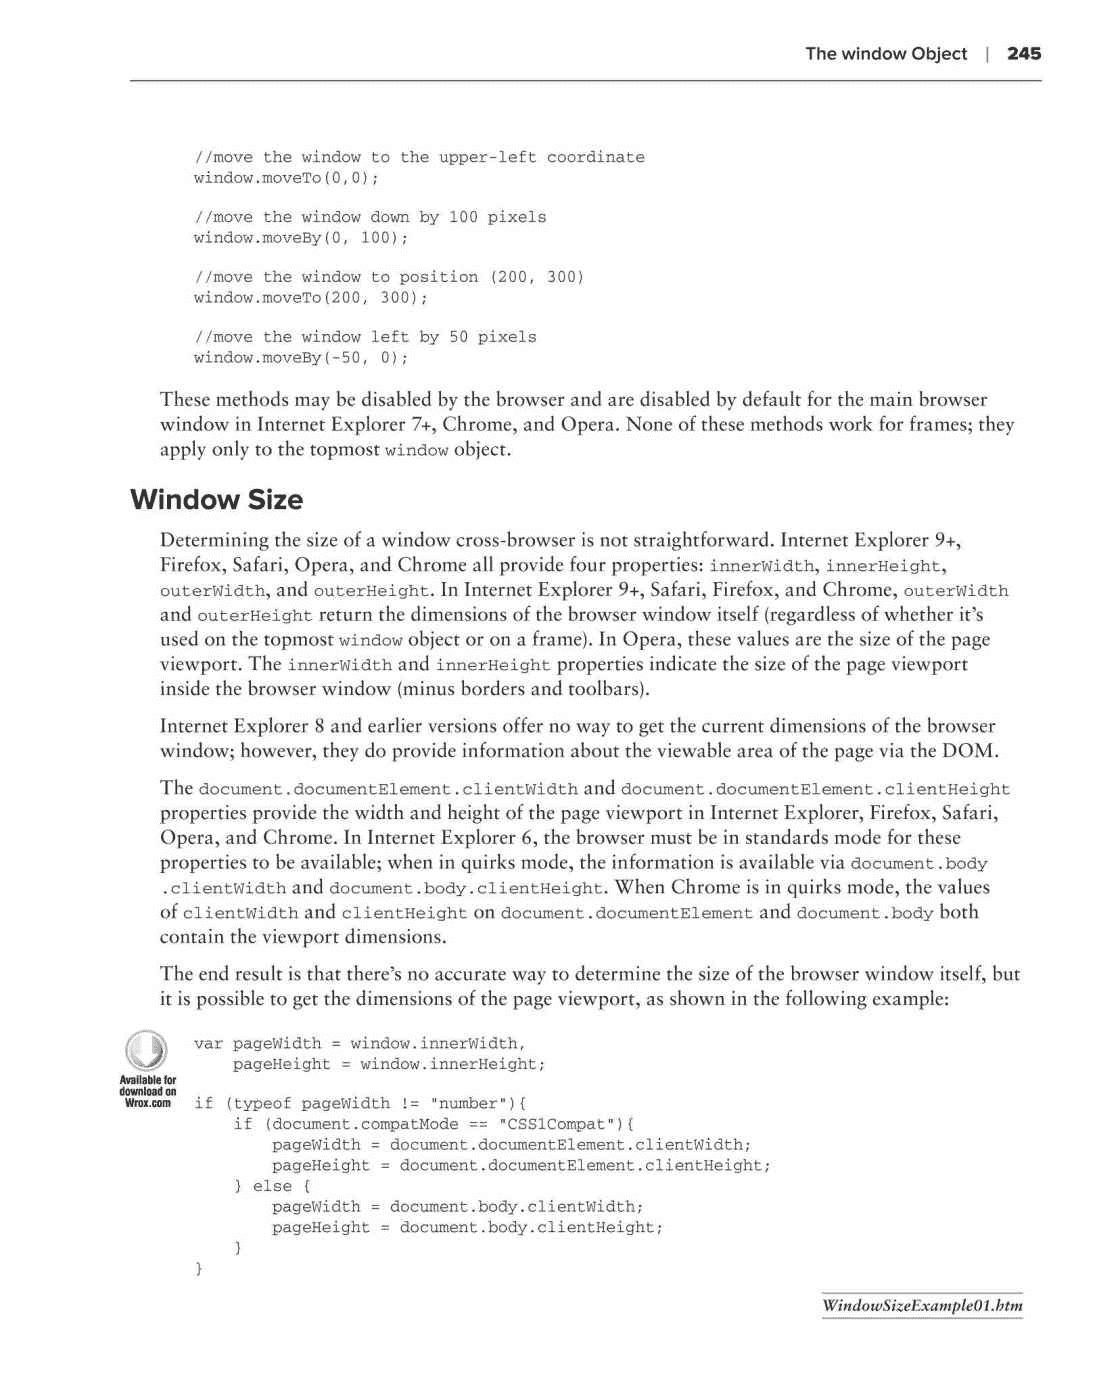 The window Object | 245
//move the window to the upper-left coordinate
window.moveTo(0,0);
//move the window down by 100 pixels
window.moveBy(0, 100);
//move the window to position (200, 300)
window.moveTo(200, 300);
//move the window left by 50 pixels
window.moveBy(-50, 0);
These methods may be disabled by the browser and are disabled by default for the main browser
window in Internet Explorer 7+, Chrome, and Opera. None of these methods work for frames; they
apply only to the topmost window object.
Window Size
Determining the size of a window cross-browser is not straightforward. Internet Explorer 9+,
Firefox, Safari, Opera, and Chrome all provide four properties: innerWidth, innerHeight,
outerWidth, and outerHeight. In Internet Explorer 9+, Safari, Firefox, and Chrome, outerWidth
and outerHeight return the dimensions of the browser window itself (regardless of whether it's
used on the topmost window object or on a frame). In Opera, these values are the size of the page
viewport. The innerWidth and innerHeight properties indicate the size of the page viewport
inside the browser window (minus borders and toolbars).
Internet Explorer 8 and earlier versions offer no way to get the current dimensions of the browser
window; however, they do provide information about the viewable area of the page via the DOM.
The document.documentElement.clientWidth and document.documentElement.clientHeight
properties provide the width and height of the page viewport in Internet Explorer, Firefox, Safari,
Opera, and Chrome. In Internet Explorer 6, the browser must be in standards mode for these
properties to be available; when in quirks mode, the information is available via document.body
.clientWidth and document.body.clientHeight. When Chrome is in quirks mode, the values
of clientWidth and clientHeight on document.documentElement and document.body both
contain the viewport dimensions.
The end result is that there's no accurate way to determine the size of the browser window itself, but
it is possible to get the dimensions of the page viewport, as shown in the following example:
Available for
download on
Wrox.com
var pageWidth = window.innerWidth,
    pageHeight = window.innerHeight;
if (typeof pageWidth != "number"){
    if (document.compatMode == "CSS1Compat"){
        pageWidth = document.documentElement.clientWidth;
        pageHeight = document.documentElement.clientHeight;
    } else {
        pageWidth = document.body.clientWidth;
        pageHeight = document.body.clientHeight;
    }
}
WindowSizeExample01.htm